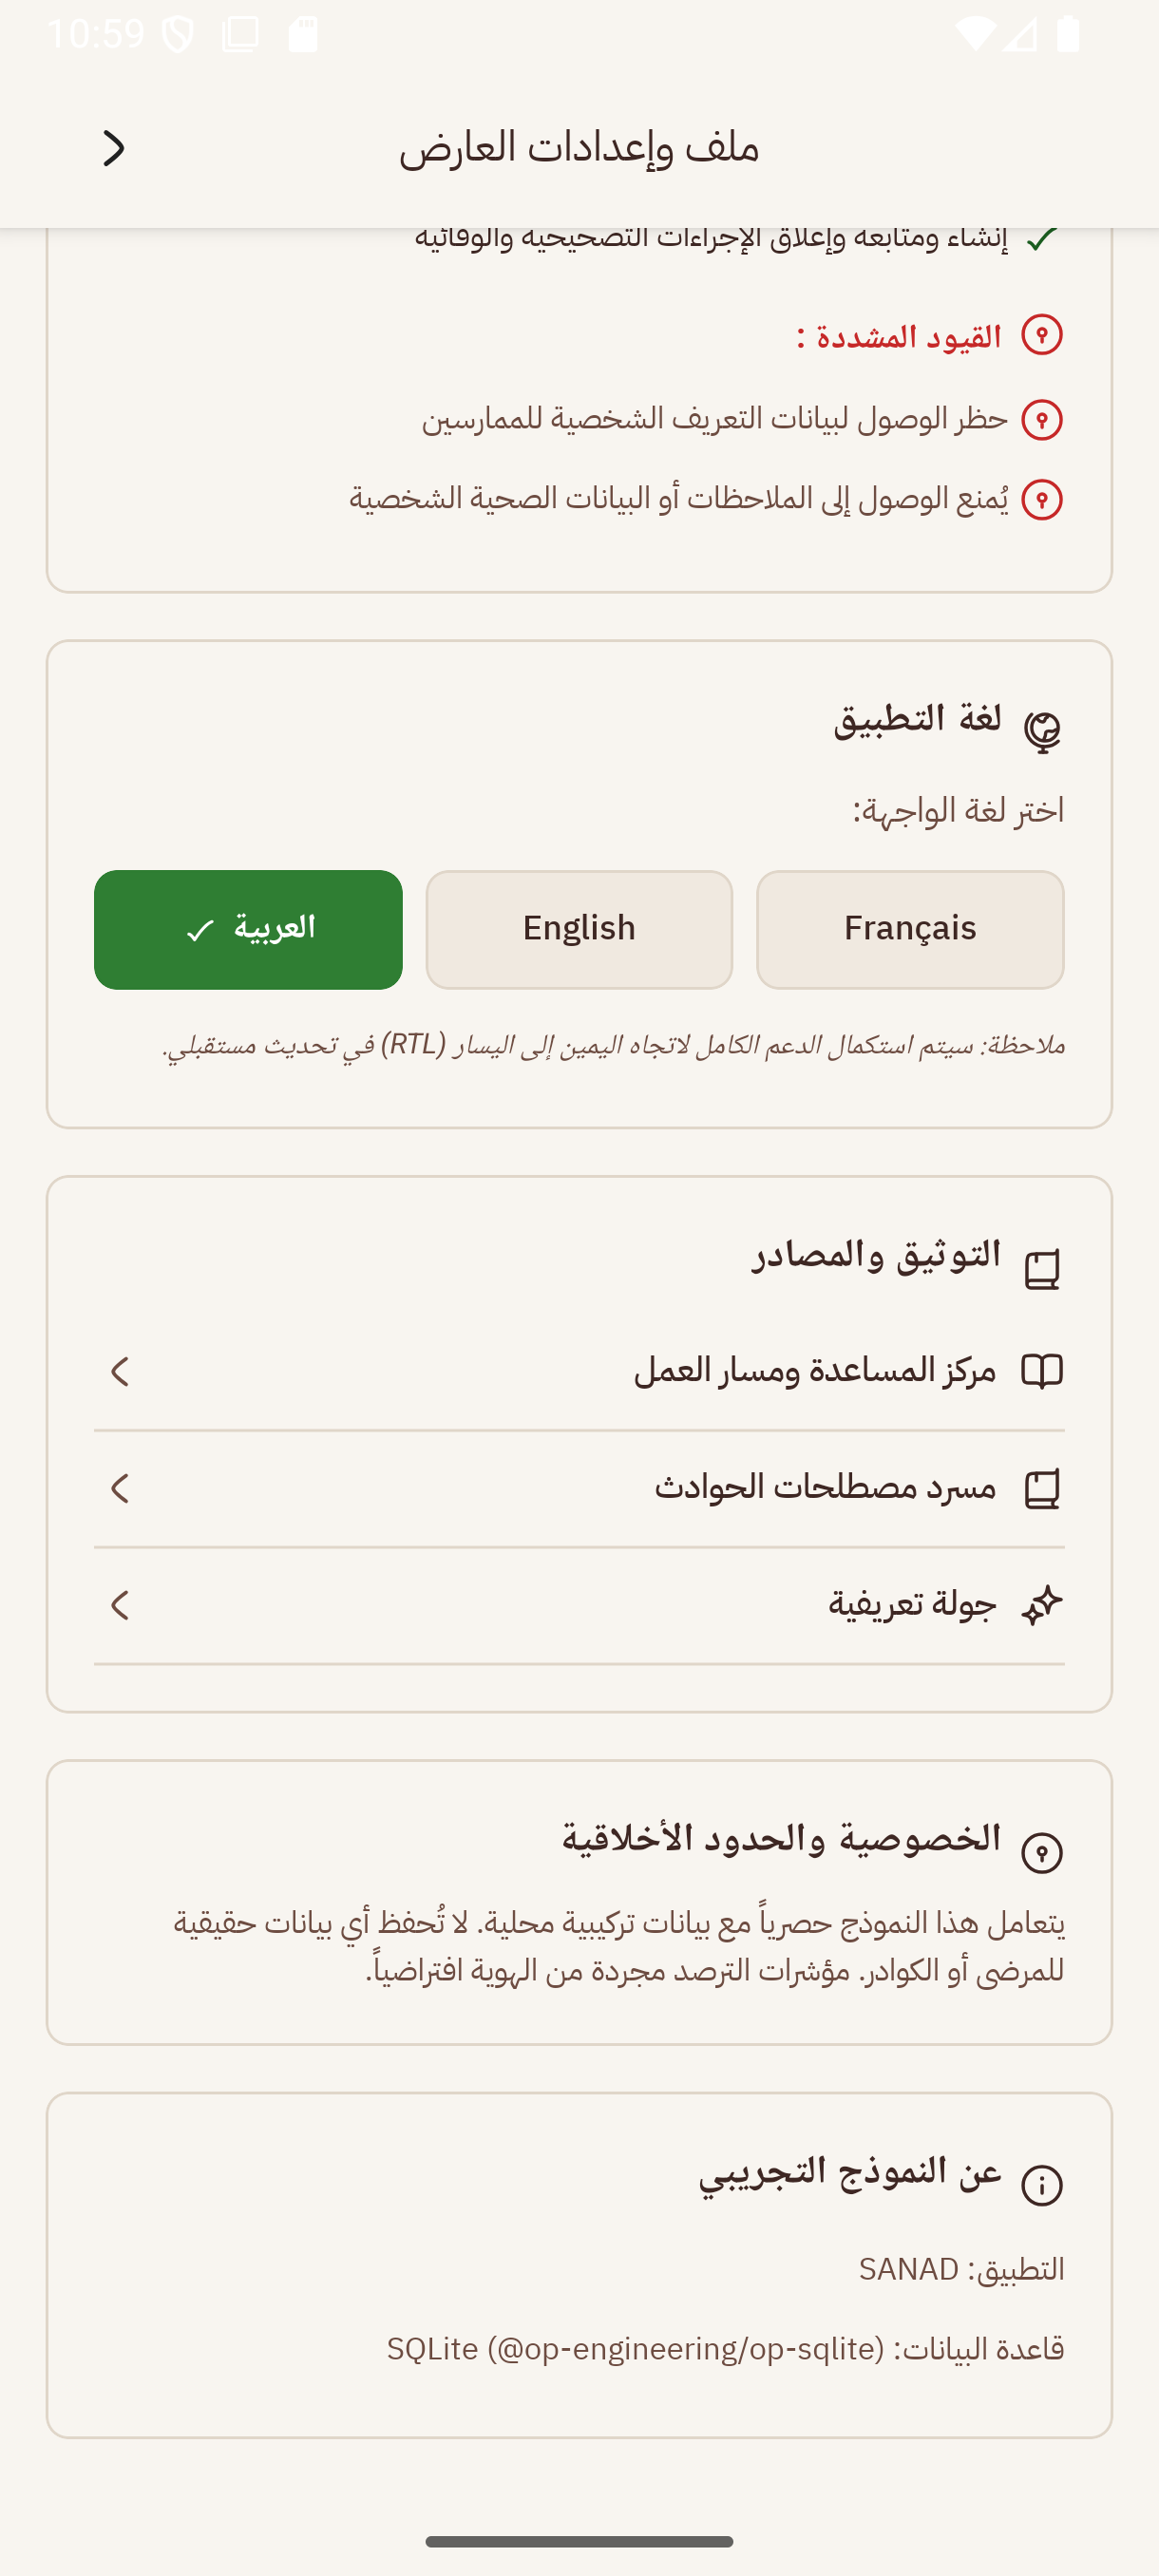 10:59
ملف وإعدادات العارض
إنشاء ومتابعة وإغلاق الإجراءات التصحيحية والوقائية
القيود المشددة :
حظر الوصول لبيانات التعريف الشخصية للممارسين
يُمنع الوصول إلى الملاحظات أو البيانات الصحية الشخصية
لغة التطبيق
اختر لغة الواجهة:
Français
English
العربية
ملاحظة: سيتم استكمال الدعم الكامل لاتجاه اليمين إلى اليسار (RTL) في تحديث مستقبلي.
التوثيق والمصادر
مركز المساعدة ومسار العمل
مسرد مصطلحات الحوادث
جولة تعريفية
الخصوصية والحدود الأخلاقية
يتعامل هذا النموذج حصرياً مع بيانات تركيبية محلية. لا تُحفظ أي بيانات حقيقية
للمرضى أو الكوادر. مؤشرات الترصد مجردة من الهوية افتراضياً.
عن النموذج التجريبي
التطبيق: SANAD
قاعدة البيانات: SQLite (@op-engineering/op-sqlite)